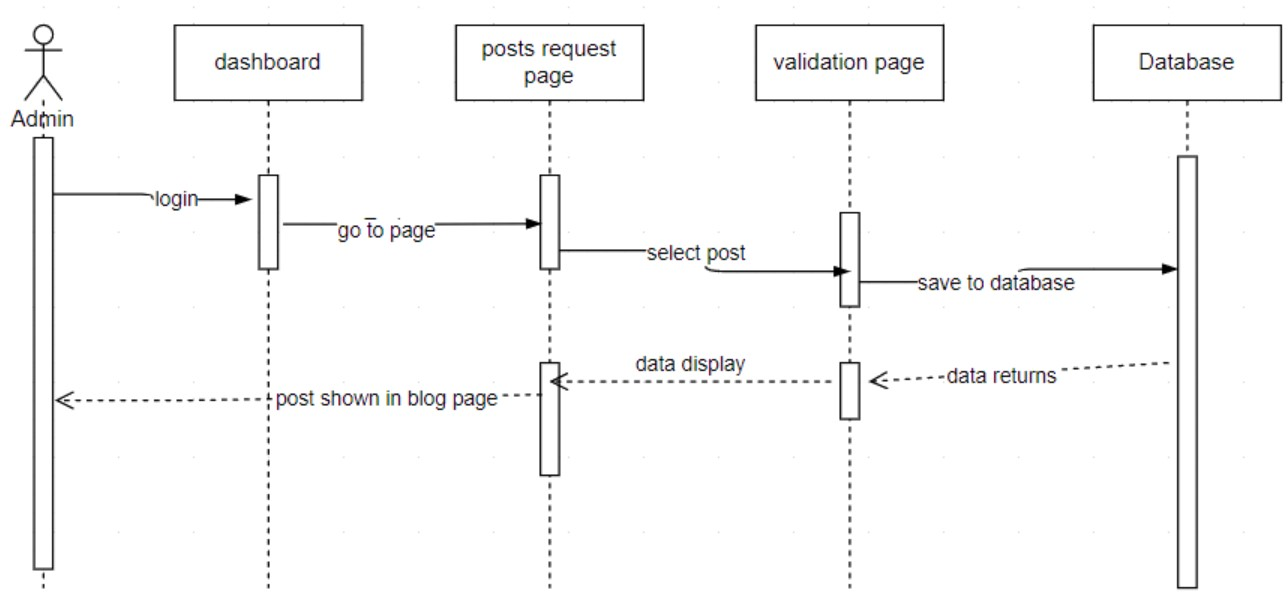 dashboard
posts request
page
validation page
Database
Admin
login
go to page
select post
save to database
data display
data returns
post shown in blog page